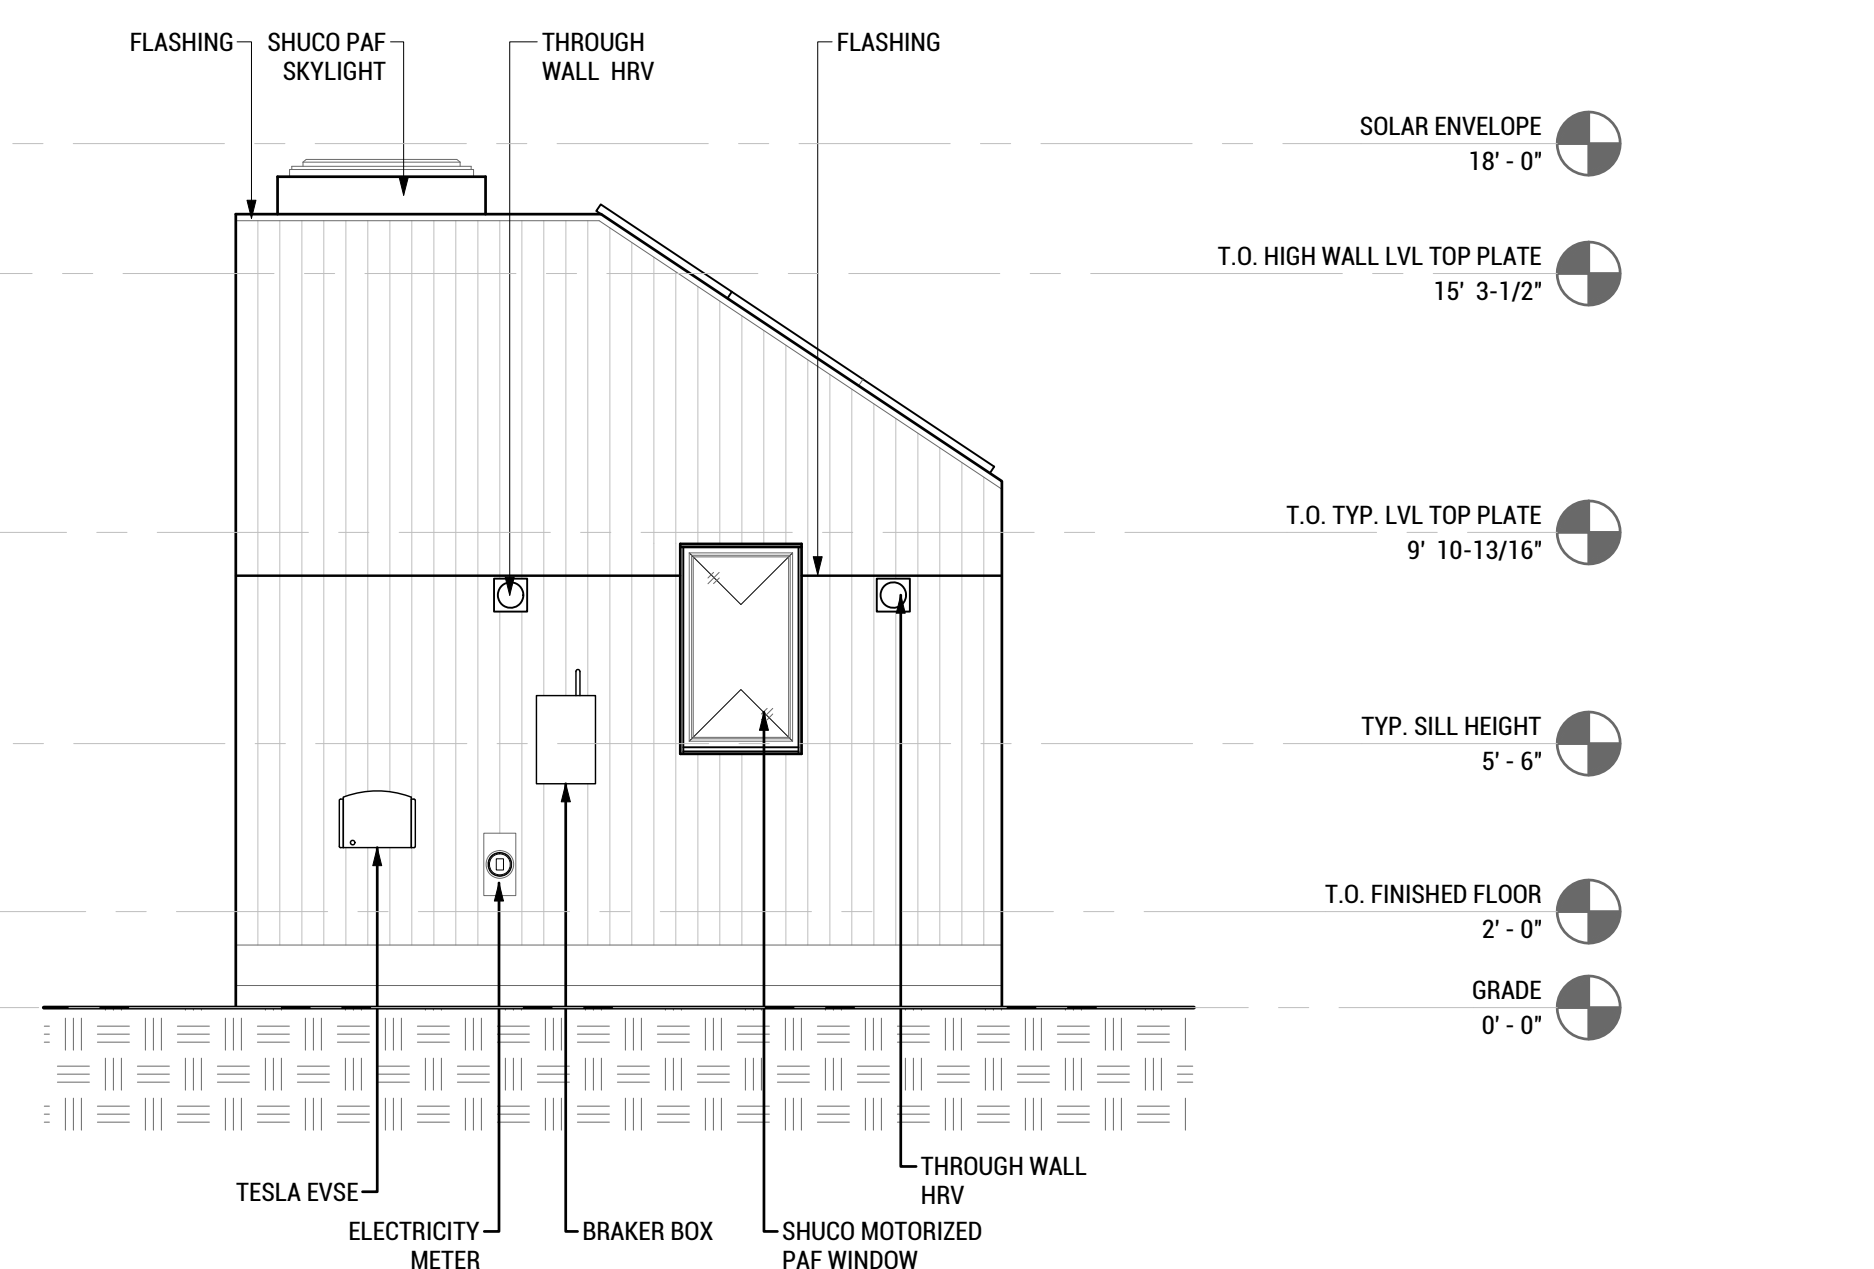 FLASHING
SHUCO PAF
SKYLIGHT
THROUGH
WALL HRV
FLASHING
SOLAR ENVELOPE
18' - 0"
T.O. HIGH WALL LVL TOP PLATE
15' 3-1/2"
T.O. TYP. LVL TOP PLATE
9' 10-13/16"
TYP. SILL HEIGHT
5' - 6"
T.O. FINISHED FLOOR
2' - 0"
GRADE
0' - 0"
THROUGH WALL
HRV
TESLA EVSE
ELECTRICITY
METER
BRAKER BOX
SHUCO MOTORIZED
PAF WINDOW